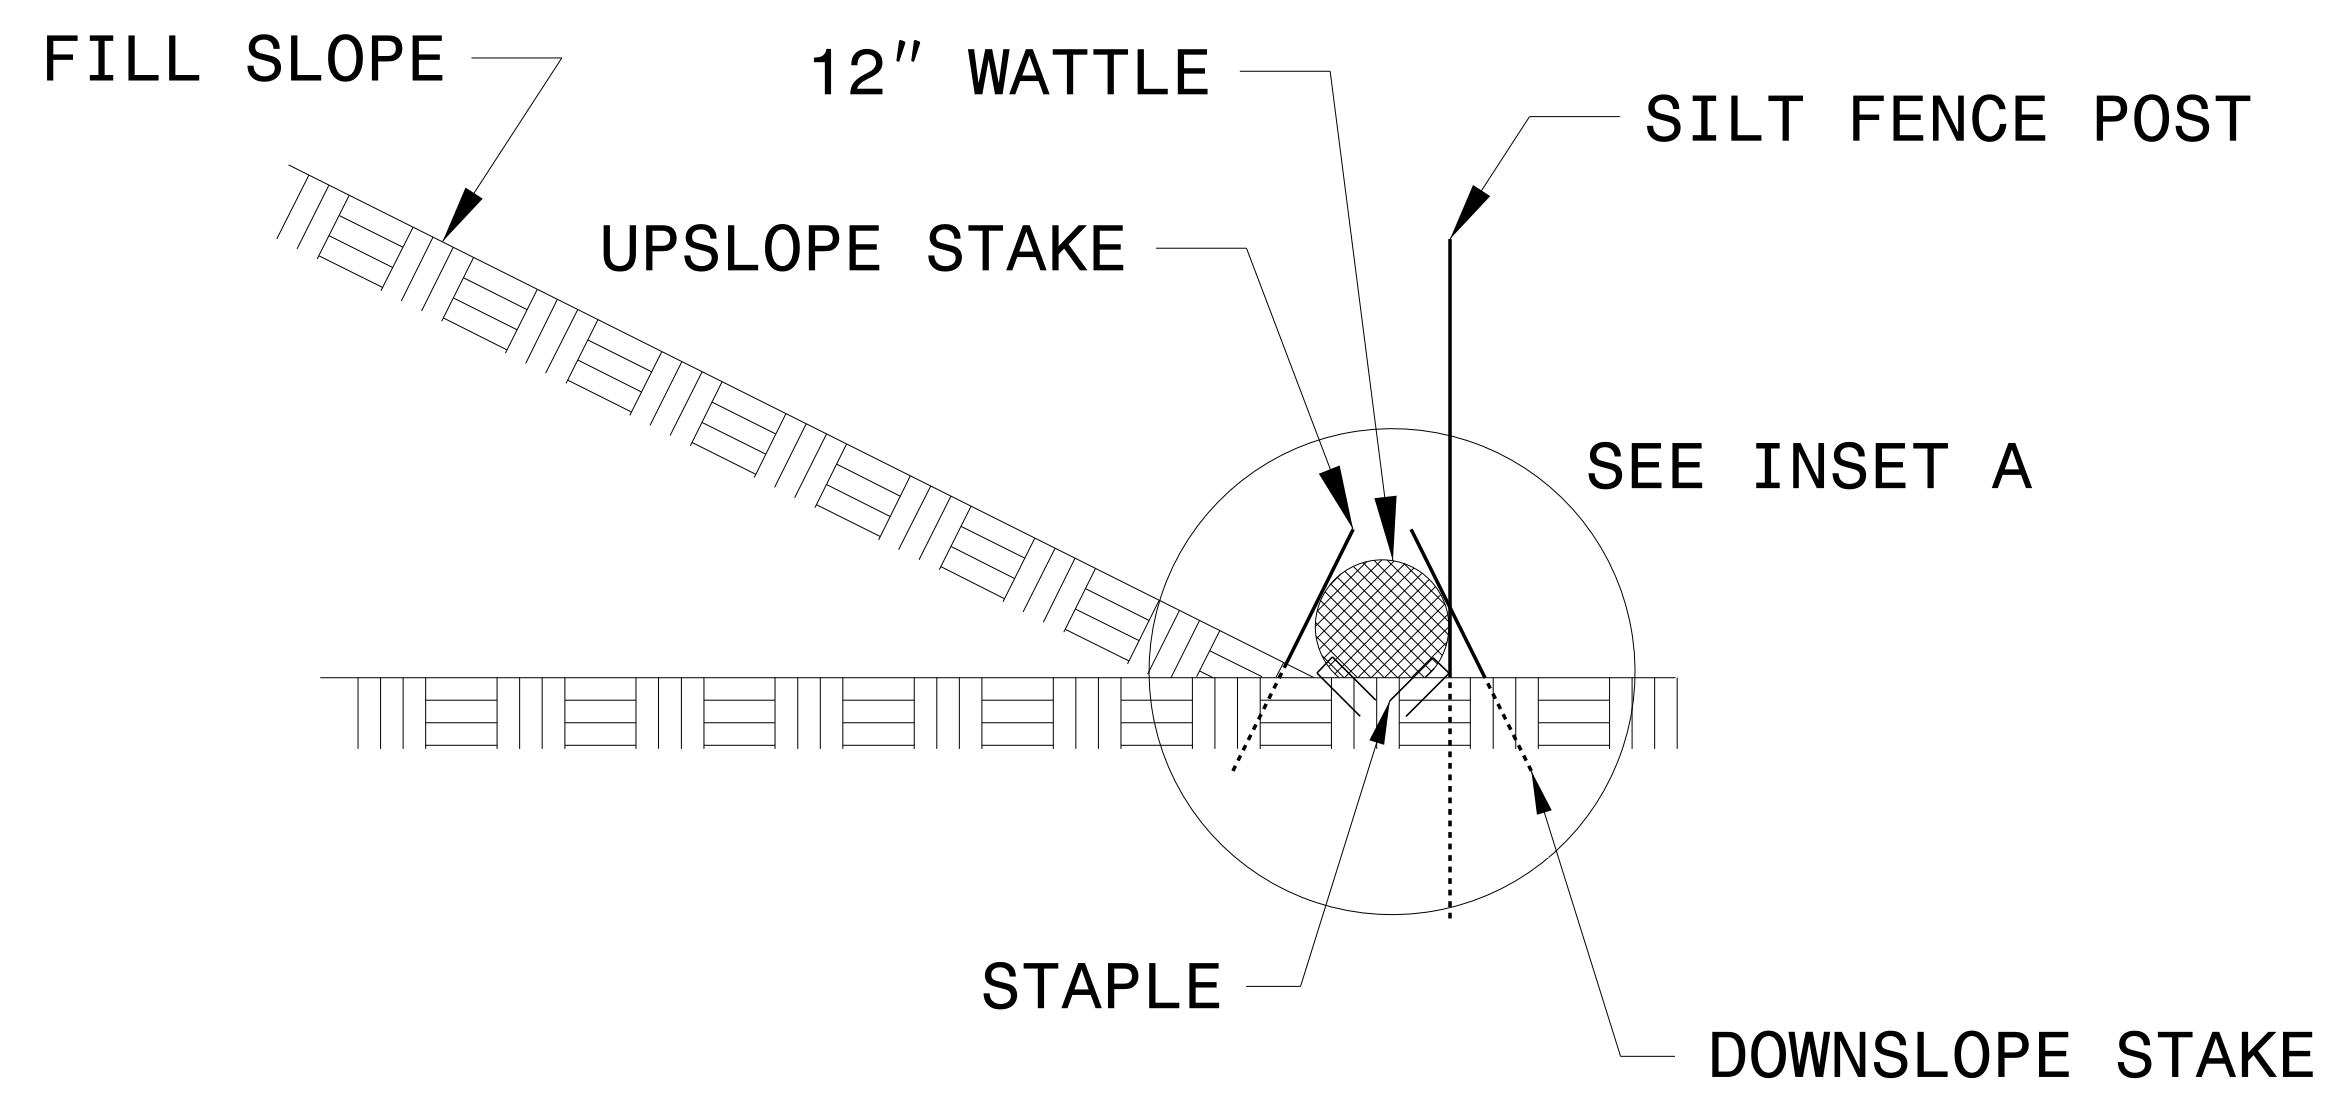 FILL SLOPE
12" WATTLE
SILT FENCE POST
UPSLOPE STAKE
SEE INSET A
STAPLE
DOWNSLOPE STAKE